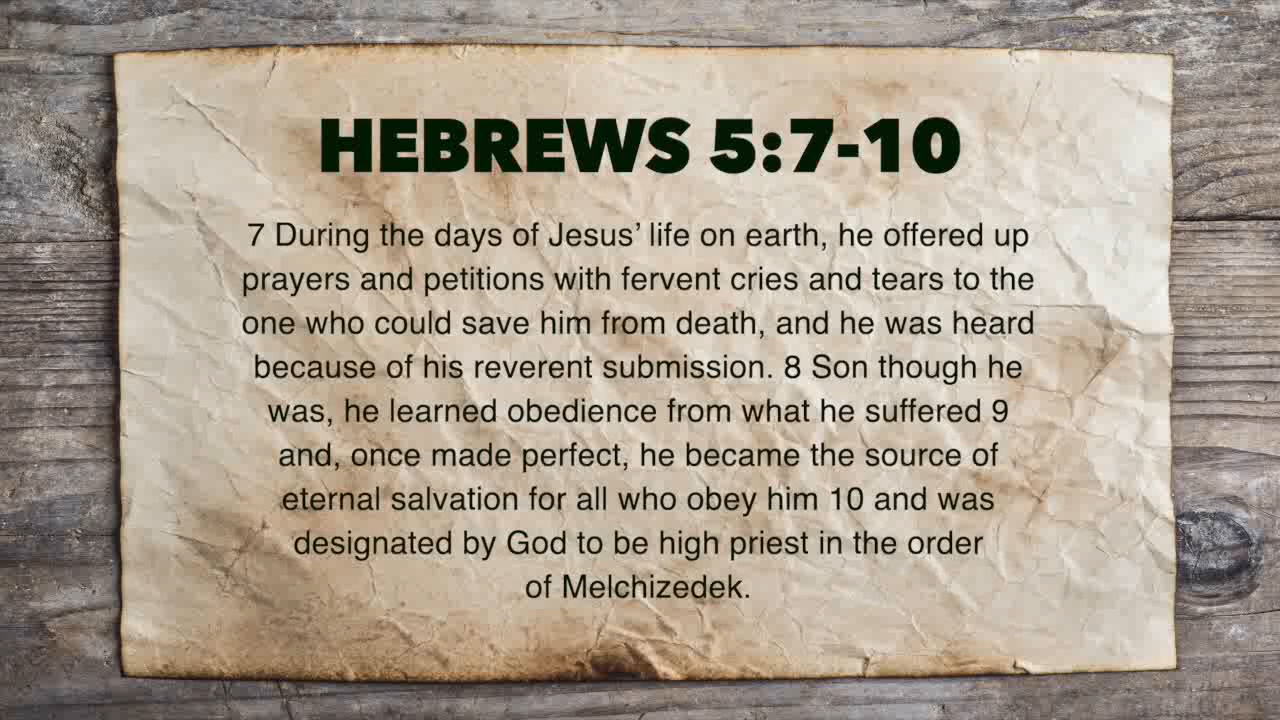 HEBREWS 5:7-10
7 During the days of Jesus’ life on earth, he offered up
prayers and petitions with fervent cries and tears to the
one who could save him from death, and he was heard
because of his reverent submission. 8 Son though he
was, he learned obedience from what he suffered 9
and, once made perfect, he became the source of
eternal salvation for all who obey him 10 and was
designated by God to be high priest in the order
of Melchizedek.